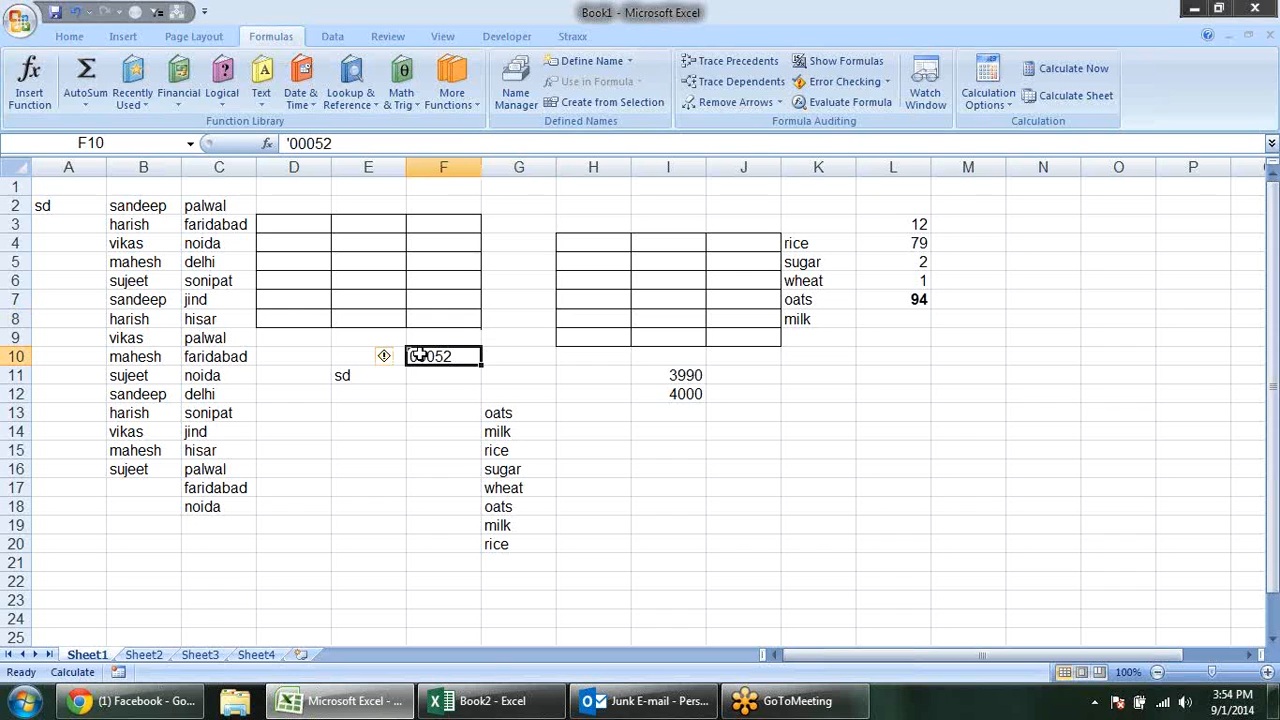 Book1 - Microsoft Excel
Home Insert Page Layout Formulas Data Review View Developer Straxx
Insert Function
AutoSum
Recently Used
Financial
Logical
Text
Date & Time
Lookup & Reference
Math & Trig
More Functions
Function Library
Name Manager
Define Name
Use in Formula
Create from Selection
Defined Names
Trace Precedents
Trace Dependents
Remove Arrows
Show Formulas
Error Checking
Evaluate Formula
Formula Auditing
Watch Window
Calculation Options
Calculate Now
Calculate Sheet
Calculation
F10 fx '00052
A B C D E F G H I J K L M N O P
1
2 sd sandeep palwal
3 harish faridabad 12
4 vikas noida rice 79
5 mahesh delhi sugar 2
6 sujeet sonipat wheat 1
7 sandeep jind oats 94
8 harish hisar milk
9 vikas palwal
10 mahesh faridabad 00052
11 sujeet noida sd 3990
12 sandeep delhi 4000
13 harish sonipat oats
14 vikas jind milk
15 mahesh hisar rice
16 sujeet palwal sugar
17 faridabad wheat
18 noida oats
19 milk
20 rice
21
22
23
24
25
Sheet1 Sheet2 Sheet3 Sheet4
Ready Calculate 100%
(1) Facebook - Go... Microsoft Excel - ... Book2 - Excel Junk E-mail - Pers... GoToMeeting
3:54 PM
9/1/2014